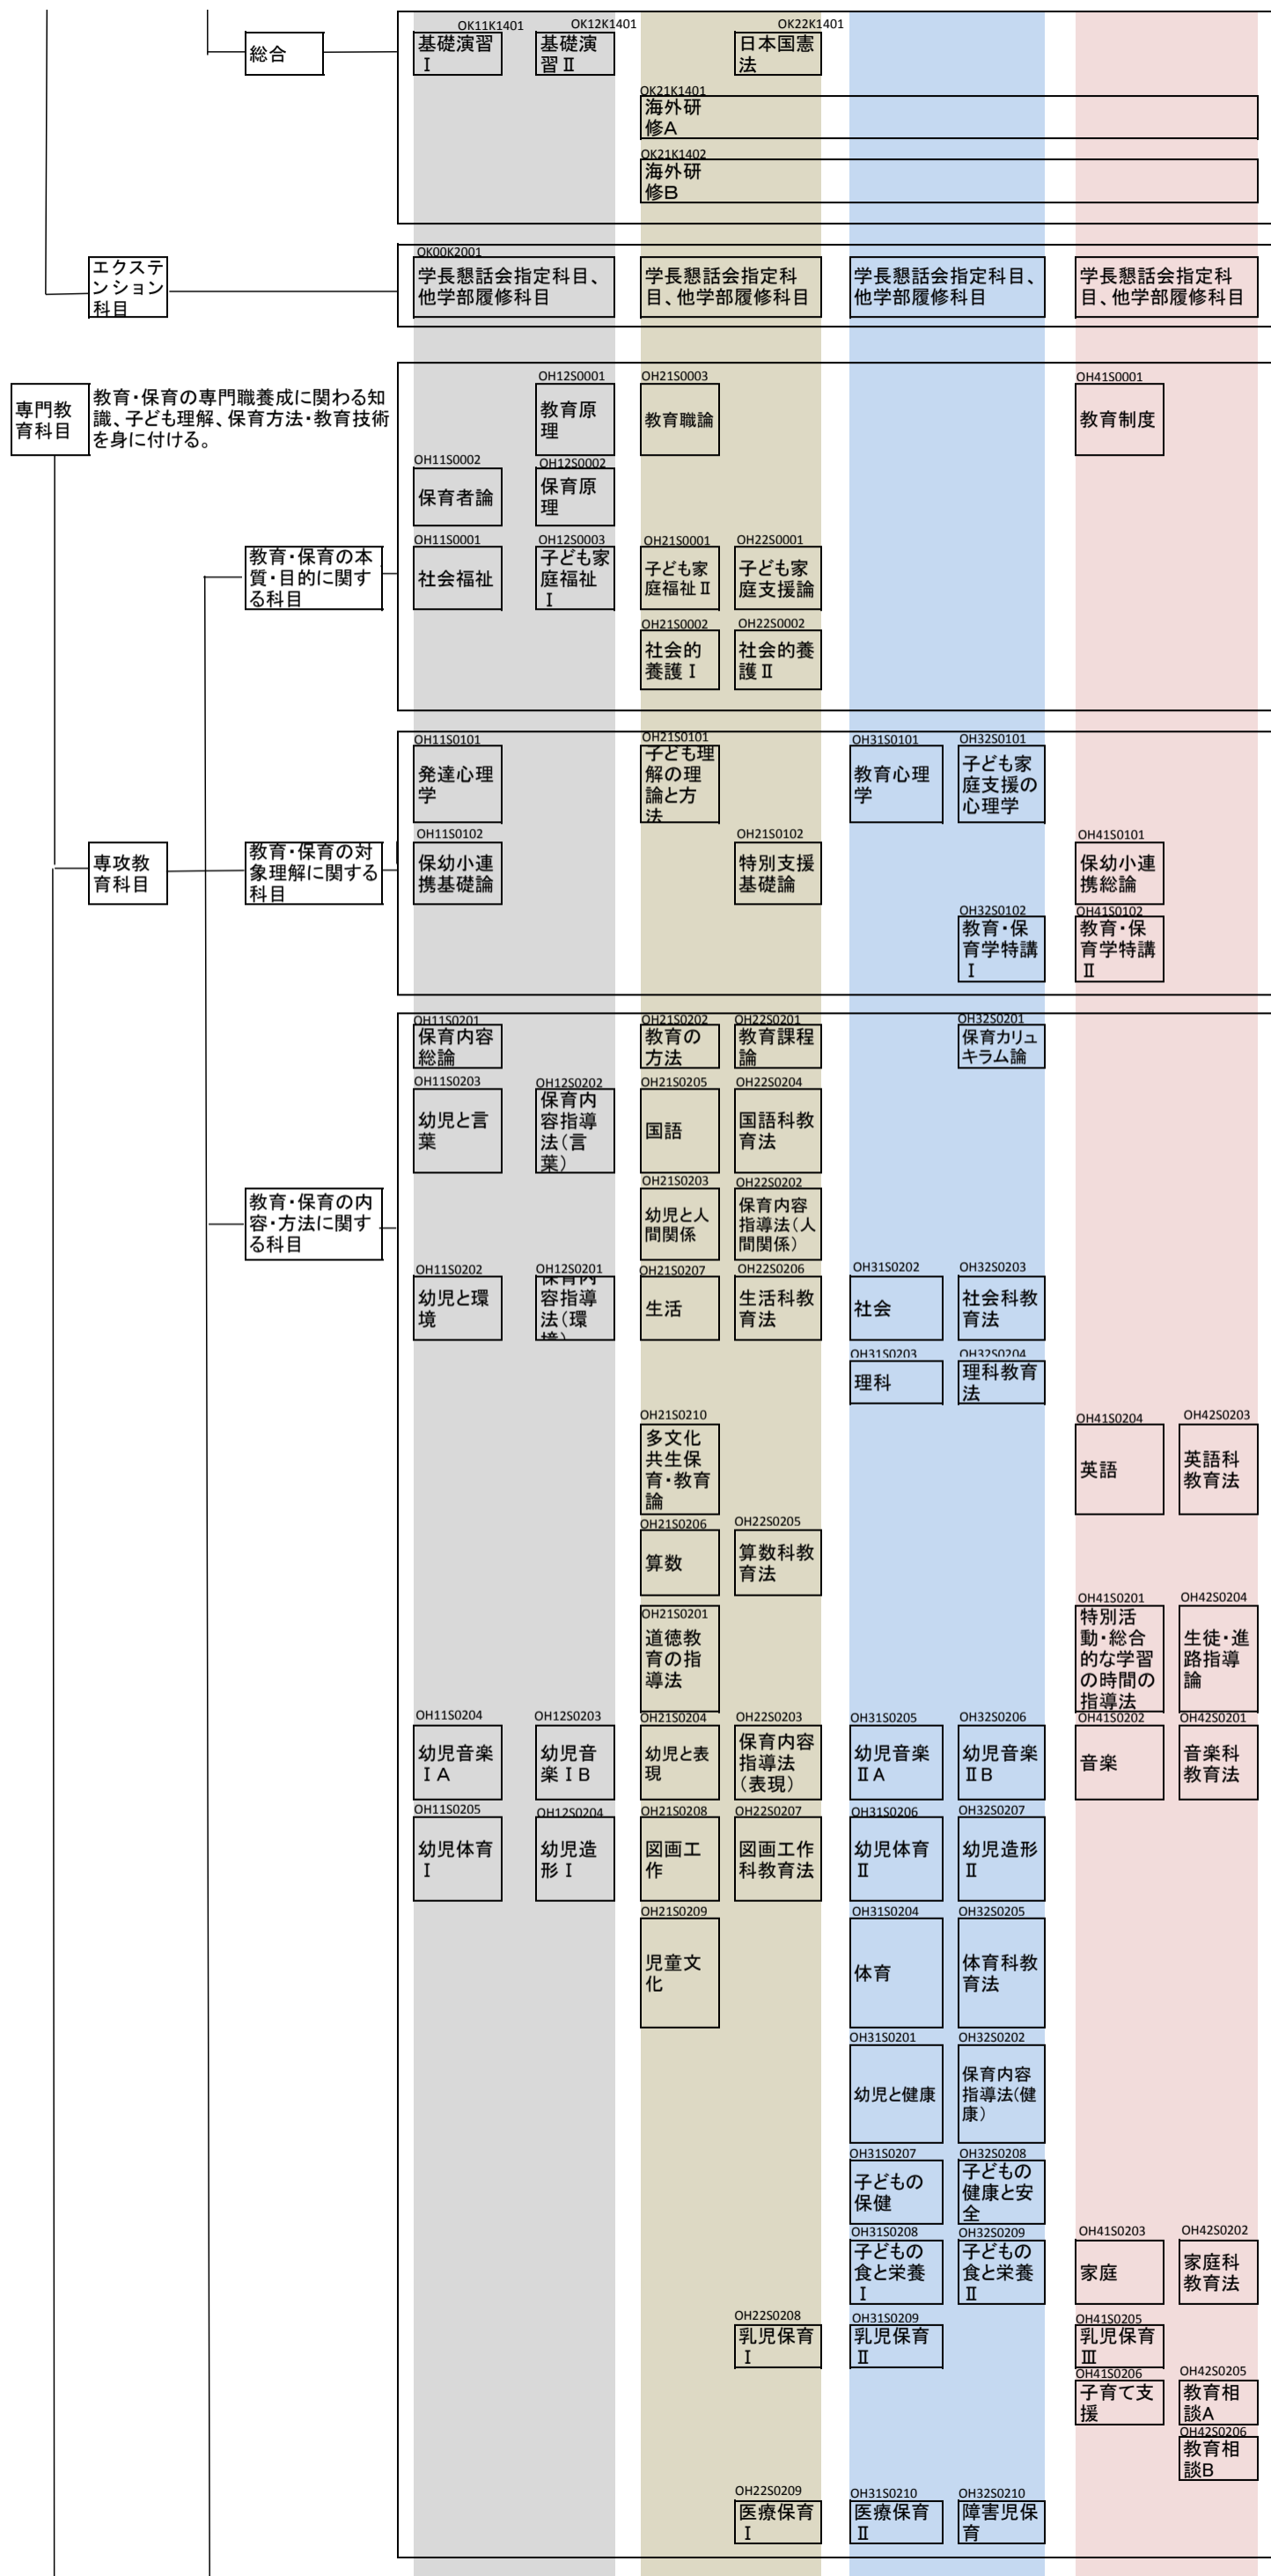 OK11K1401
OK12K1401
OK22K1401
総合
基礎演習
Ⅰ
基礎演
習Ⅱ
日本国憲
法
OK21K1401
海外研
修A
OK21K1402
海外研
修B
OK00K2001
エクステ
ンション
科目
学長懇話会指定科目、
他学部履修科目
学長懇話会指定科
目、他学部履修科目
学長懇話会指定科目、
他学部履修科目
学長懇話会指定科
目、他学部履修科目
専門教
育科目
教育・保育の専門職養成に関わる知
識、子ども理解、保育方法・教育技術
を身に付ける。
OH12S0001
OH21S0003
OH41S0001
教育原
理
教育職論
教育制度
OH11S0002
OH12S0002
保育者論
保育原
理
教育・保育の本
質・目的に関す
る科目
OH11S0001
OH12S0003
OH21S0001
OH22S0001
社会福祉
子ども家
庭福祉
Ⅰ
子ども家
庭福祉Ⅱ
子ども家
庭支援論
OH21S0002
OH22S0002
社会的
養護Ⅰ
社会的養
護Ⅱ
OH11S0101
OH21S0101
OH31S0101
OH32S0101
発達心理
学
子ども理
解の理
論と方
法
教育心理
学
子ども家
庭支援の
心理学
専攻教
育科目
教育・保育の対
象理解に関する
科目
OH11S0102
OH21S0102
OH41S0101
保幼小連
携基礎論
特別支援
基礎論
保幼小連
携総論
OH32S0102
OH41S0102
教育・保
育学特講
Ⅰ
教育・保
育学特講
Ⅱ
OH11S0201
OH21S0202
OH22S0201
OH32S0201
保育内容
総論
教育の
方法
教育課程
論
保育カリュ
キラム論
OH11S0203
OH12S0202
OH21S0205
OH22S0204
幼児と言
葉
保育内
容指導
法（言
葉）
国語
国語科教
育法
教育・保育の内
容・方法に関す
る科目
OH21S0203
OH22S0202
幼児と人
間関係
保育内容
指導法（人
間関係）
OH11S0202
OH12S0201
OH21S0207
OH22S0206
OH31S0202
OH32S0203
幼児と環
境
保育内
容指導
法（環
境）
生活
生活科教
育法
社会
社会科教
育法
OH31S0203
OH32S0204
理科
理科教育
法
OH21S0210
OH41S0204
OH42S0203
多文化
共生保
育・教育
論
英語
英語科
教育法
OH21S0206
OH22S0205
算数
算数科教
育法
OH21S0201
OH41S0201
OH42S0204
道徳教
育の指
導法
特別活
動・総合
的な学習
の時間の
指導法
生徒・進
路指導
論
OH11S0204
OH12S0203
OH21S0204
OH22S0203
OH31S0205
OH32S0206
OH41S0202
OH42S0201
幼児音楽
ⅠA
幼児音
楽ⅠB
幼児と表
現
保育内容
指導法
（表現）
幼児音楽
ⅡA
幼児音楽
ⅡB
音楽
音楽科
教育法
OH11S0205
OH12S0204
OH21S0208
OH22S0207
OH31S0206
OH32S0207
幼児体育
Ⅰ
幼児造
形Ⅰ
図画工
作
図画工作
科教育法
幼児体育
Ⅱ
幼児造形
Ⅱ
OH21S0209
OH31S0204
OH32S0205
児童文
化
体育
体育科教
育法
OH31S0201
OH32S0202
幼児と健康
保育内容
指導法（健
康）
OH31S0207
OH32S0208
子どもの
保健
子どもの
健康と安
全
OH31S0208
OH32S0209
OH41S0203
OH42S0202
子どもの
食と栄養
Ⅰ
子どもの
食と栄養
Ⅱ
家庭
家庭科
教育法
OH22S0208
OH31S0209
OH41S0205
乳児保育
Ⅰ
乳児保育
Ⅱ
乳児保育
Ⅲ
OH41S0206
OH42S0205
子育て支
援
教育相
談A
OH42S0206
教育相
談B
OH22S0209
OH31S0210
OH32S0210
医療保育
Ⅰ
医療保育
Ⅱ
障害児保
育